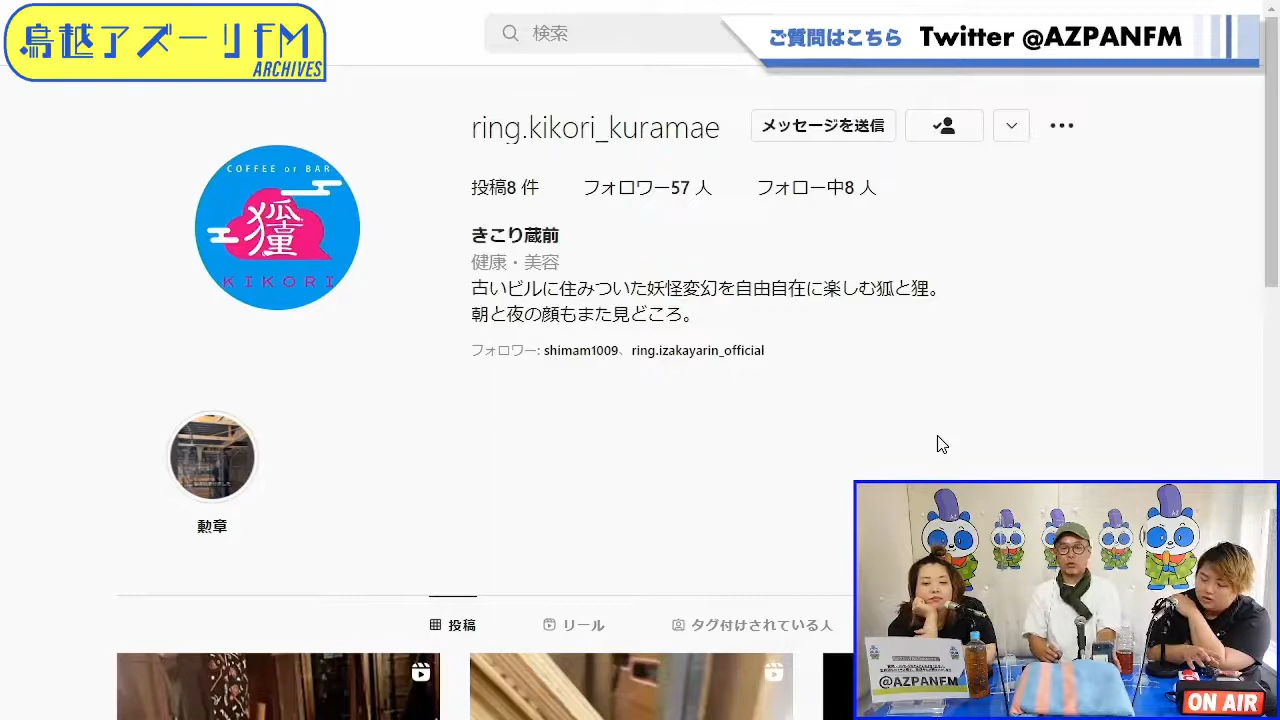 鳥越アズーリFM
ARCHIVES
検索
ご質問はこちら Twitter @AZPANFM
ring.kikori_kuramae
メッセージを送信
投稿8 件 フォロワー57 人 フォロー中8 人
COFFEE or BAR
KIKORI
きこり蔵前
健康・美容
古いビルに住みついた妖怪変幻を自由自在に楽しむ狐と狸。
朝と夜の顔もまた見どころ。
フォロワー: shimam1009、ring.izakayarin_official
勲章
投稿 リール タグ付けされている人
@AZPANFM
ON AIR